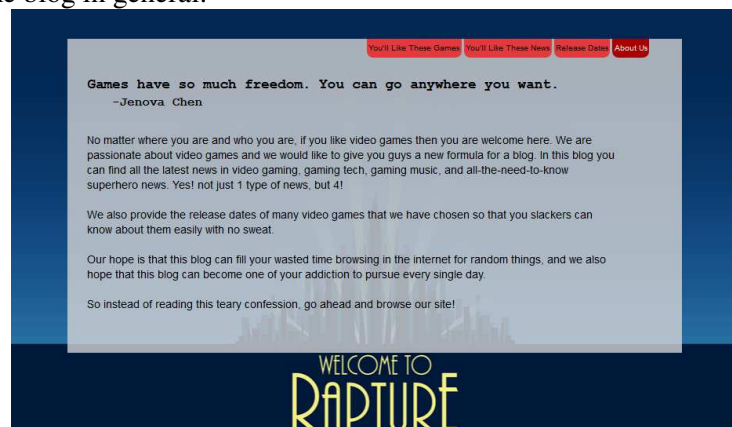 blog in general.
You'll Like These Games You'll Like These News Release Dates About Us
Games have so much freedom. You can go anywhere you want.
-Jenova Chen
No matter where you are and who you are, if you like video games then you are welcome here. We are
passionate about video games and we would like to give you guys a new formula for a blog. In this blog you
can find all the latest news in video gaming, gaming tech, gaming music, and all-the-need-to-know
superhero news. Yes! not just 1 type of news, but 4!
We also provide the release dates of many video games that we have chosen so that you slackers can
know about them easily with no sweat.
Our hope is that this blog can fill your wasted time browsing in the internet for random things, and we also
hope that this blog can become one of your addiction to pursue every single day.
So instead of reading this teary confession, go ahead and browse our site!
WELCOME TO
RAPTURE